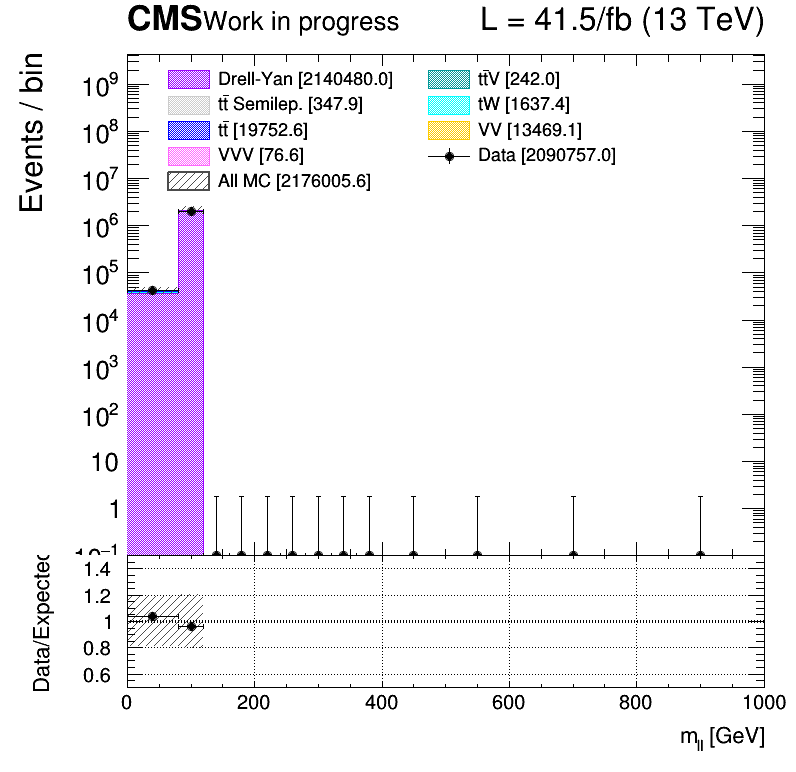 CMS Work in progress L = 41.5/fb (13 TeV)
Events / bin
Drell-Yan [2140480.0]
tt̄ Semilep. [347.9]
tt̄ [19752.6]
VVV [76.6]
All MC [2176005.6]
tt̄V [242.0]
tW [1637.4]
VV [13469.1]
Data [2090757.0]
10⁹
10⁸
10⁷
10⁶
10⁵
10⁴
10³
10²
10
1
10⁻¹
Data/Expected
1.4
1.2
1
0.8
0.6
0 200 400 600 800 1000
m_ll [GeV]